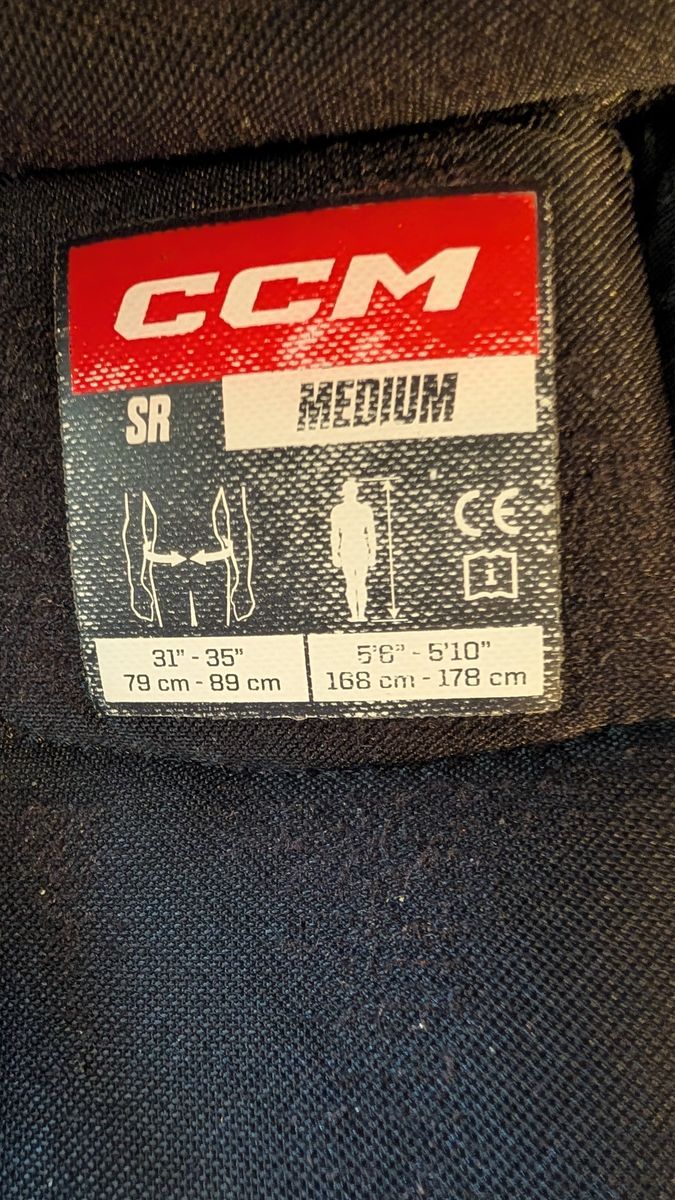 CCM
SR MEDIUM
CE
i
31" - 35" 5'6" - 5'10"
79 cm - 89 cm 168 cm - 178 cm